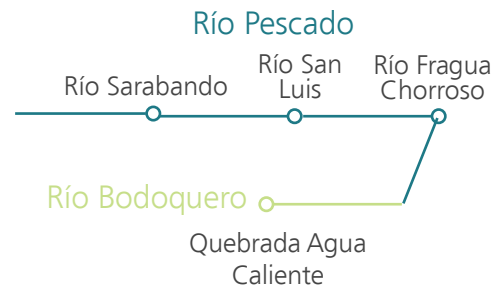 Río Pescado
Río Sarabando
Río San
Luis
Río Fragua
Chorroso
Río Bodoquero
Quebrada Agua
Caliente